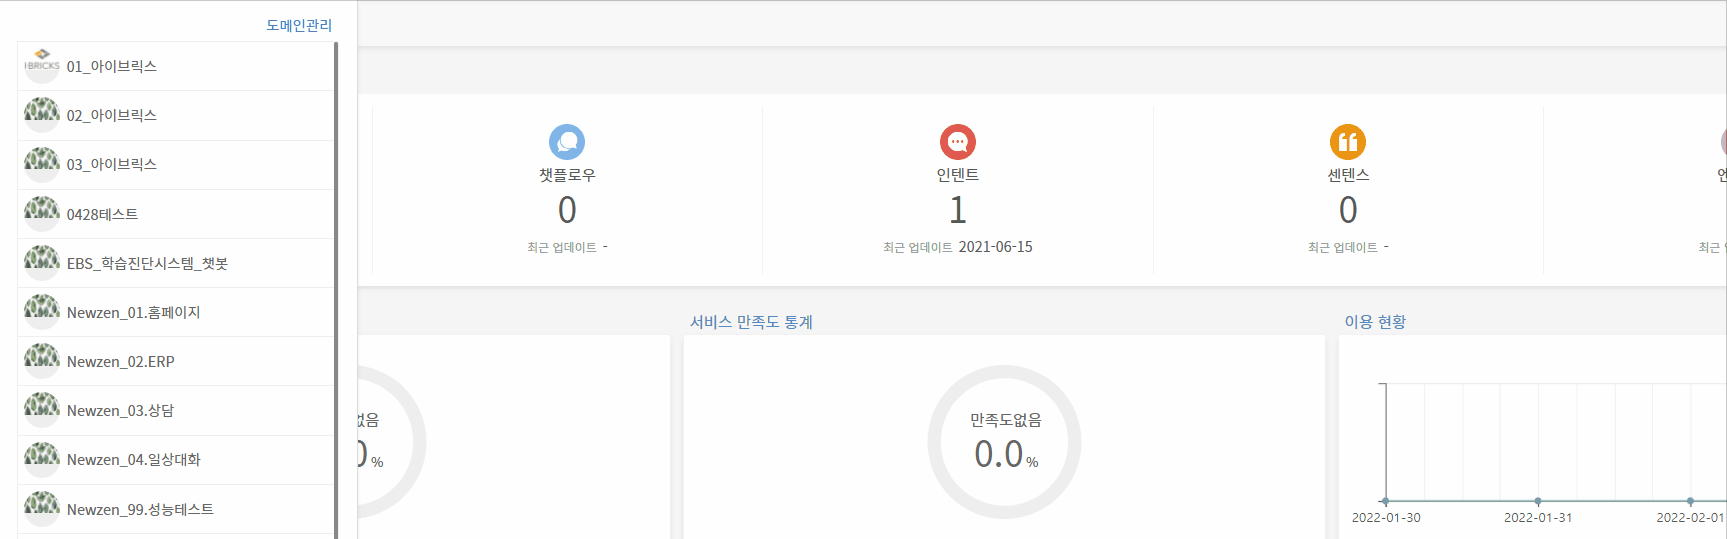 도메인관리
I BRICKS
01_아이브릭스
02_아이브릭스
03_아이브릭스
0428테스트
EBS_학습진단시스템_챗봇
Newzen_01.홈페이지
Newzen_02.ERP
Newzen_03.상담
Newzen_04.일상대화
Newzen_99.성능테스트
챗플로우
0
최근 업데이트 -
인텐트
1
최근 업데이트 2021-06-15
센텐스
0
최근 업데이트 -
최근
없음
0 %
서비스 만족도 통계
만족도없음
0.0 %
이용 현황
2022-01-30
2022-01-31
2022-02-01